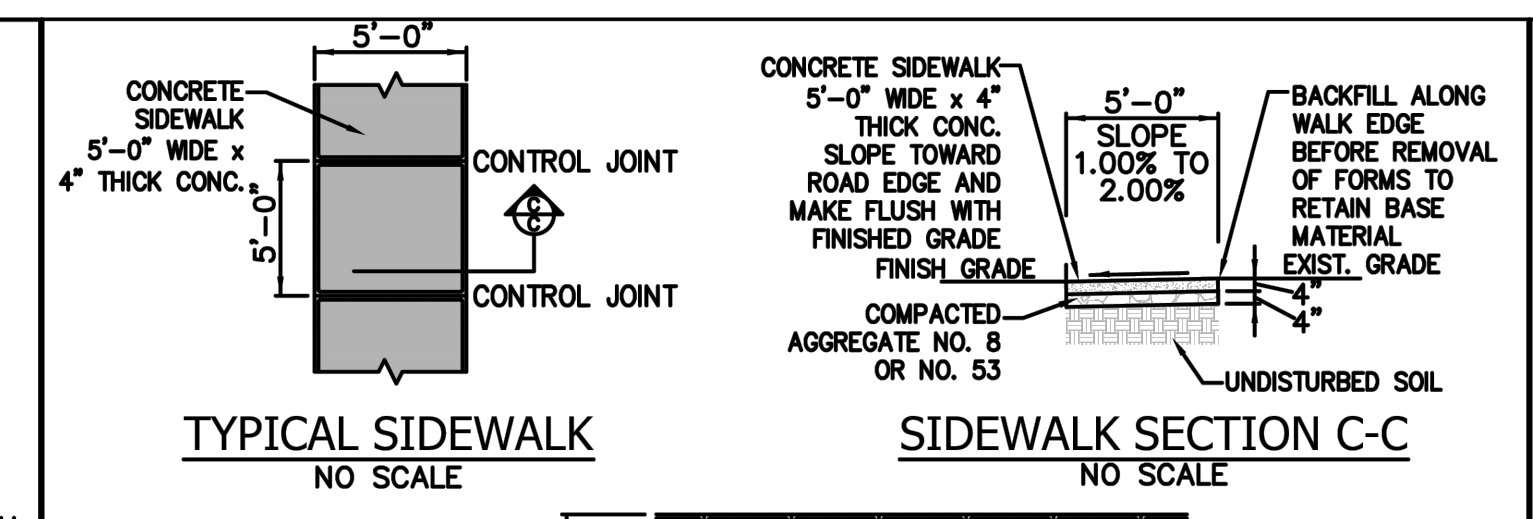 5'-0"
CONCRETE
SIDEWALK
5'-0" WIDE x
4" THICK CONC.
5'-0"
CONTROL JOINT
C
C
CONTROL JOINT
TYPICAL SIDEWALK
NO SCALE
CONCRETE SIDEWALK
5'-0" WIDE x 4"
THICK CONC.
SLOPE TOWARD
ROAD EDGE AND
MAKE FLUSH WITH
FINISHED GRADE
FINISH GRADE
COMPACTED
AGGREGATE NO. 8
OR NO. 53
5'-0"
SLOPE
1.00% TO
2.00%
BACKFILL ALONG
WALK EDGE
BEFORE REMOVAL
OF FORMS TO
RETAIN BASE
MATERIAL
EXIST. GRADE
4"
4"
UNDISTURBED SOIL
SIDEWALK SECTION C-C
NO SCALE